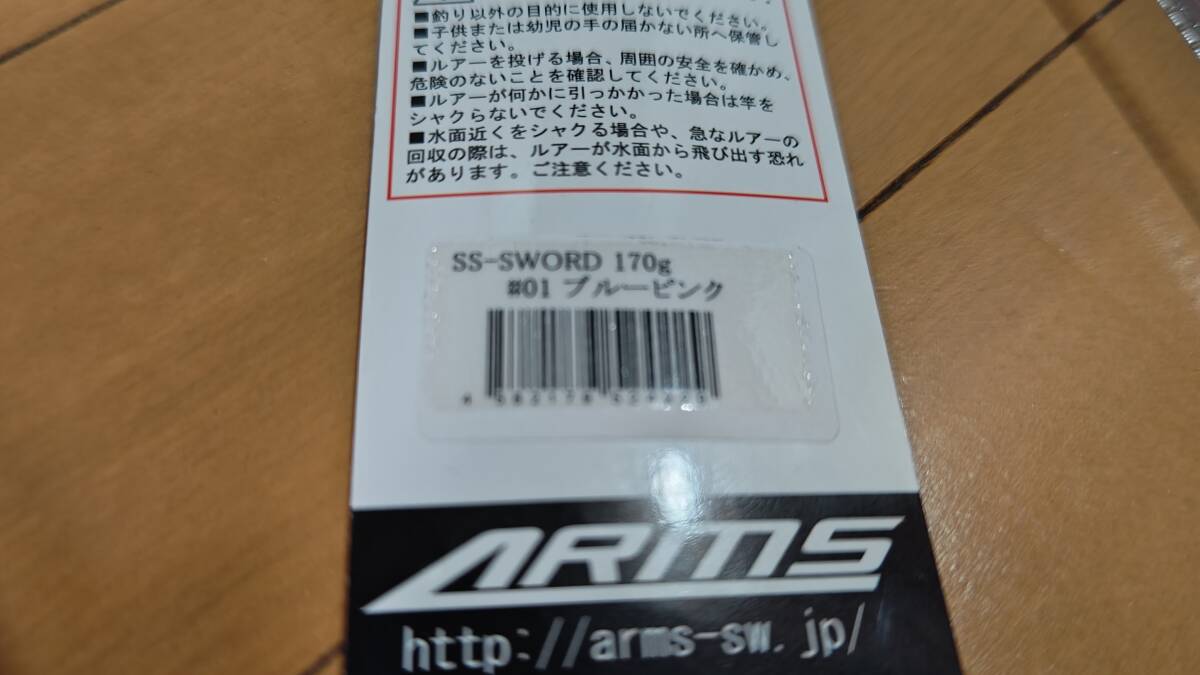 ■釣り以外の目的に使用しないでください。
■子供または幼児の手の届かない所へ保管し
てください。
■ルアーを投げる場合、周囲の安全を確かめ、
危険のないことを確認してください。
■ルアーが何かに引っかかった場合は竿を
シャクらないでください。
■水面近くをシャクる場合や、急なルアーの
回収の際は、ルアーが水面から飛び出す恐れ
があります。ご注意ください。
SS-SWORD 170g
#01 ブルーピンク
ARMS
http://arms-sw.jp/